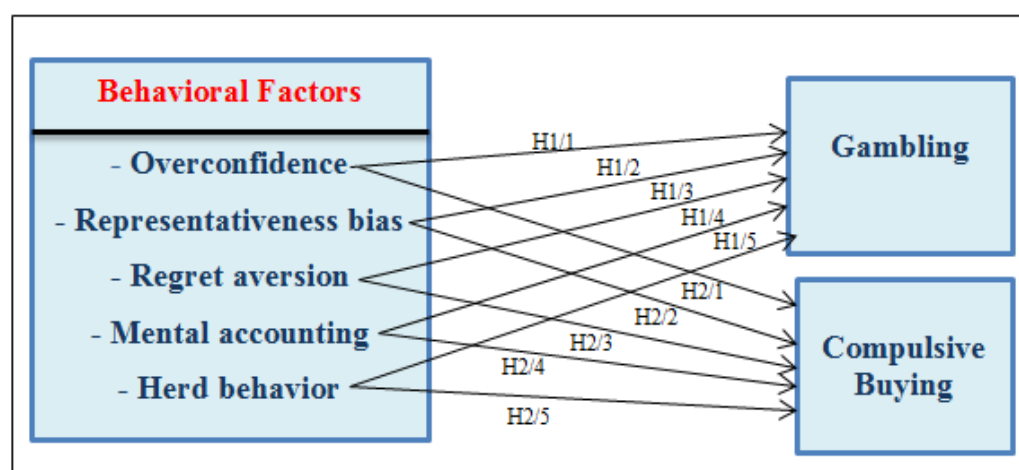 Behavioral Factors
- Overconfidence
- Representativeness bias
- Regret aversion
- Mental accounting
- Herd behavior
H1/1
H1/2
H1/3
H1/4
H1/5
H2/1
H2/2
H2/3
H2/4
H2/5
Gambling
Compulsive
Buying